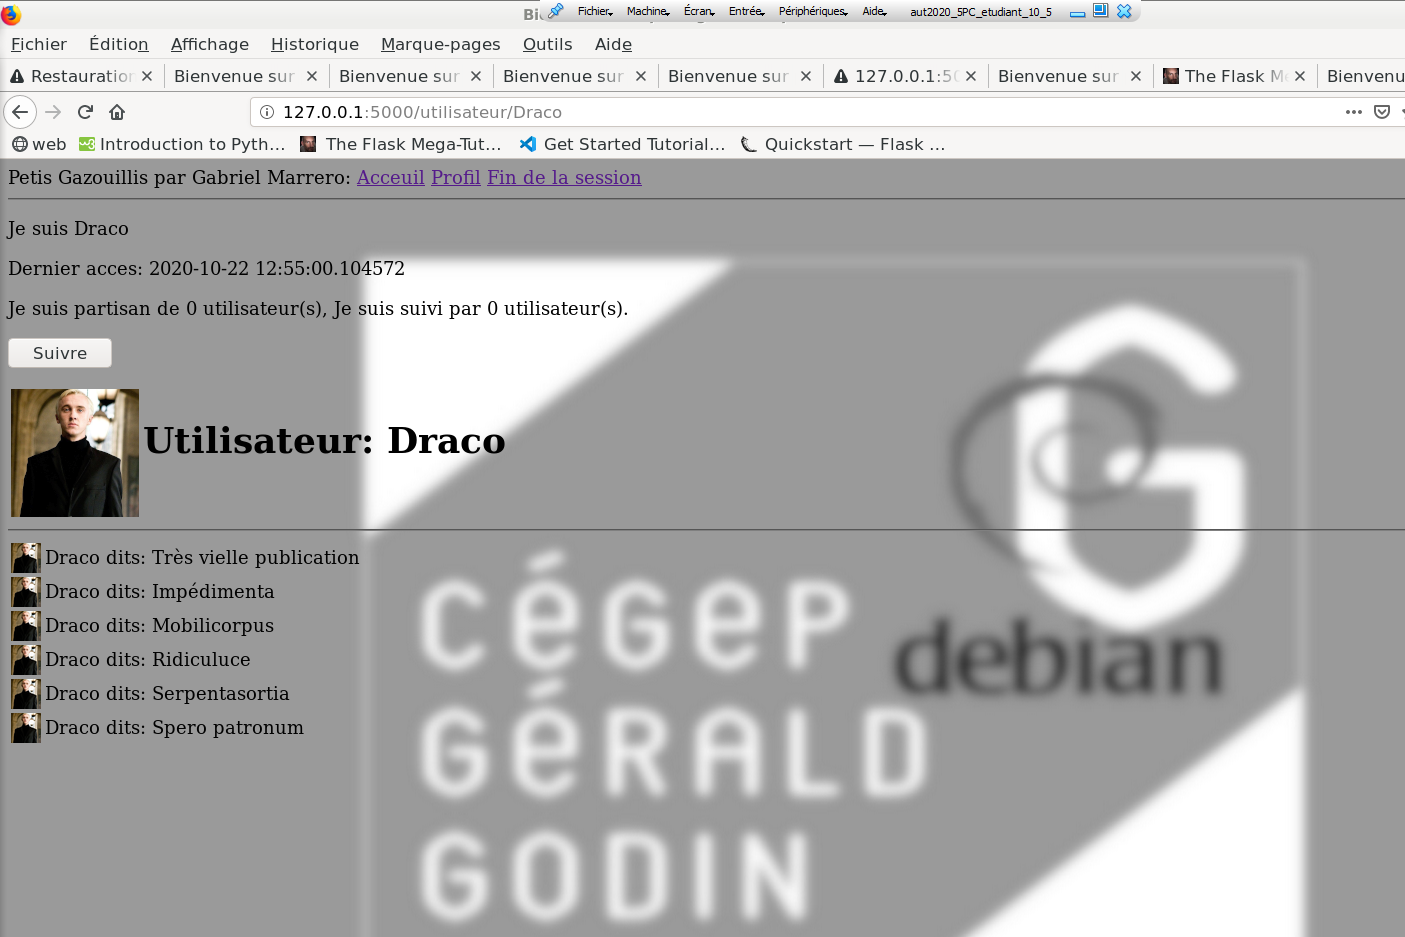 Fichier Machine Écran Entrée Périphériques Aide aut2020_5PC_etudiant_10_5
Fichier Édition Affichage Historique Marque-pages Outils Aide
Restauration Bienvenue sur Bienvenue sur Bienvenue sur Bienvenue sur 127.0.0.1:50 Bienvenue sur The Flask Me Bienvenu
127.0.0.1:5000/utilisateur/Draco
web Introduction to Pyth… The Flask Mega-Tut… Get Started Tutorial… Quickstart — Flask …
Petis Gazouillis par Gabriel Marrero: Acceuil Profil Fin de la session
Je suis Draco
Dernier acces: 2020-10-22 12:55:00.104572
Je suis partisan de 0 utilisateur(s), Je suis suivi par 0 utilisateur(s).
Suivre
Utilisateur: Draco
Draco dits: Très vielle publication
Draco dits: Impédimenta
Draco dits: Mobilicorpus
Draco dits: Ridiculuce
Draco dits: Serpentasortia
Draco dits: Spero patronum
G
debian
CÉGEP
GÉRALD
GODIN